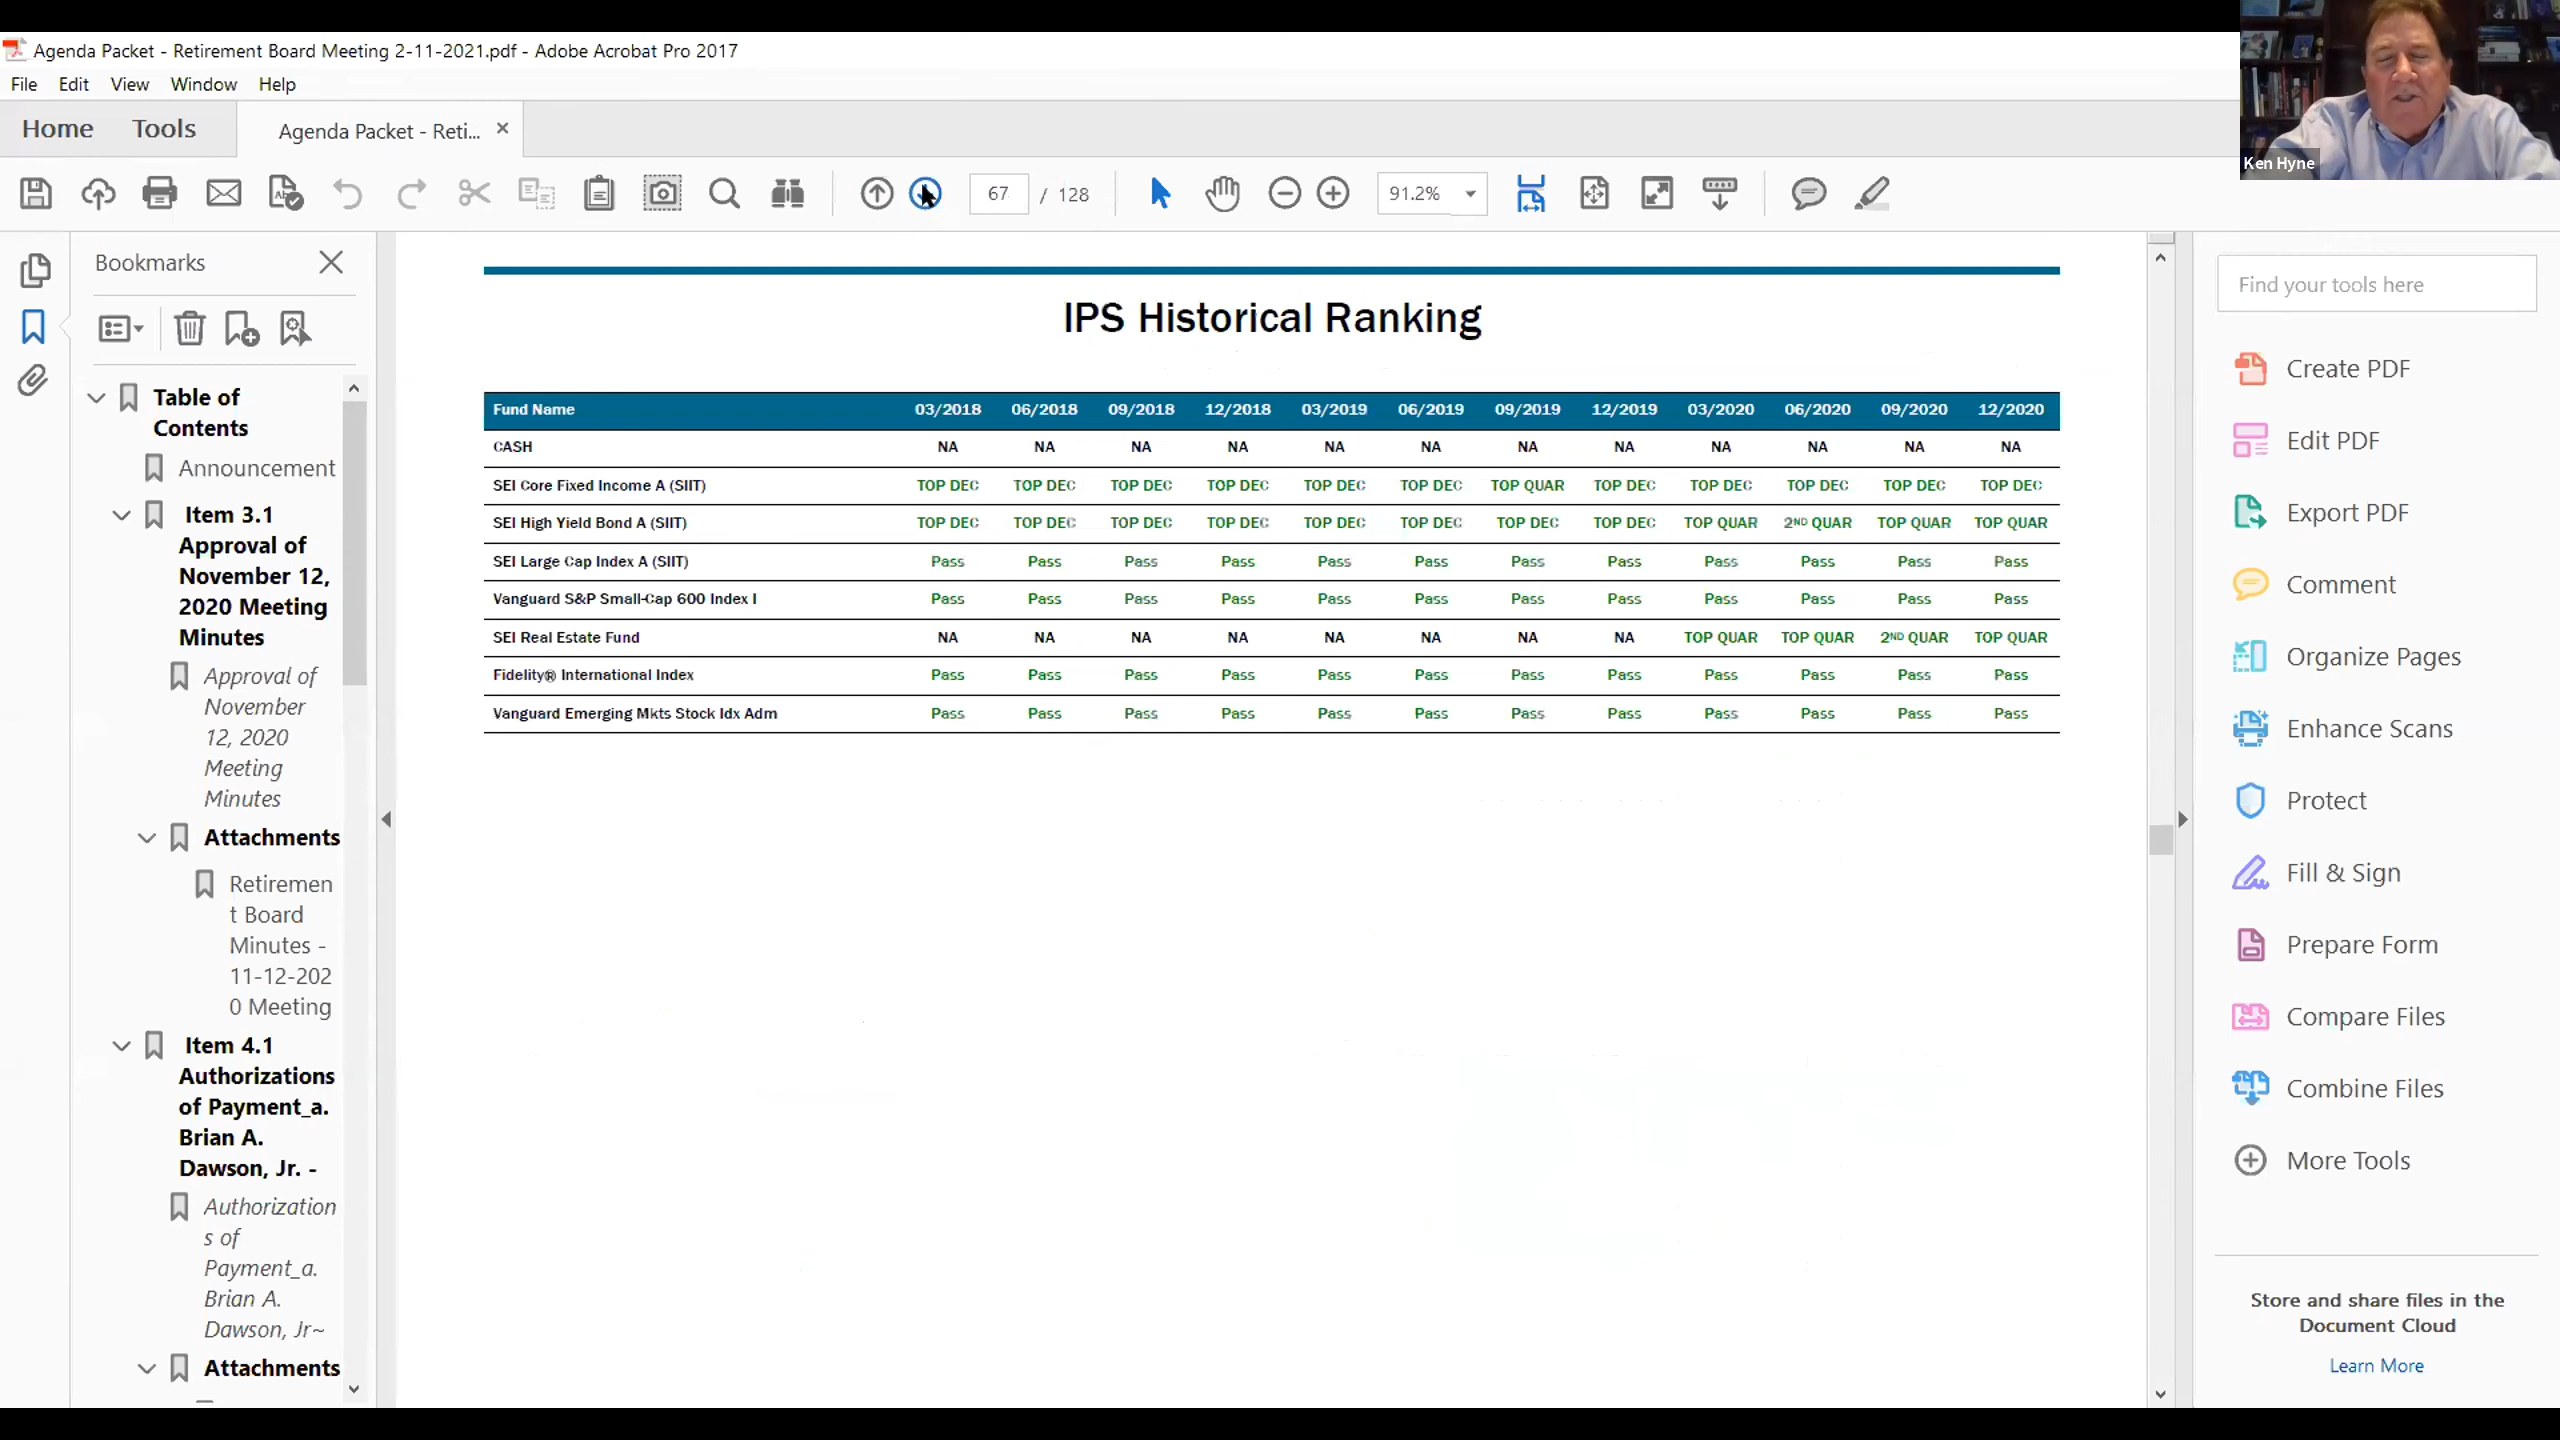 Agenda Packet - Retirement Board Meeting 2-11-2021.pdf - Adobe Acrobat Pro 2017
File Edit View Window Help
Home Tools Agenda Packet - Reti...
67 / 128 91.2%
Ken Hyne
Bookmarks
Table of
Contents
Announcement
Item 3.1
Approval of
November 12,
2020 Meeting
Minutes
Approval of
November
12, 2020
Meeting
Minutes
Attachments
Retiremen
t Board
Minutes -
11-12-202
0 Meeting
Item 4.1
Authorizations
of Payment_a.
Brian A.
Dawson, Jr. -
Authorization
s of
Payment_a.
Brian A.
Dawson, Jr~
Attachments
IPS Historical Ranking
Fund Name 03/2018 06/2018 09/2018 12/2018 03/2019 06/2019 09/2019 12/2019 03/2020 06/2020 09/2020 12/2020
CASH NA NA NA NA NA NA NA NA NA NA NA NA
SEI Core Fixed Income A (SIIT) TOP DEC TOP DEC TOP DEC TOP DEC TOP DEC TOP DEC TOP QUAR TOP DEC TOP DEC TOP DEC TOP DEC TOP DEC
SEI High Yield Bond A (SIIT) TOP DEC TOP DEC TOP DEC TOP DEC TOP DEC TOP DEC TOP DEC TOP DEC TOP QUAR 2ND QUAR TOP QUAR TOP QUAR
SEI Large Cap Index A (SIIT) Pass Pass Pass Pass Pass Pass Pass Pass Pass Pass Pass Pass
Vanguard S&P Small-Cap 600 Index I Pass Pass Pass Pass Pass Pass Pass Pass Pass Pass Pass Pass
SEI Real Estate Fund NA NA NA NA NA NA NA NA TOP QUAR TOP QUAR 2ND QUAR TOP QUAR
Fidelity® International Index Pass Pass Pass Pass Pass Pass Pass Pass Pass Pass Pass Pass
Vanguard Emerging Mkts Stock Idx Adm Pass Pass Pass Pass Pass Pass Pass Pass Pass Pass Pass Pass
Find your tools here
Create PDF
Edit PDF
Export PDF
Comment
Organize Pages
Enhance Scans
Protect
Fill & Sign
Prepare Form
Compare Files
Combine Files
More Tools
Store and share files in the
Document Cloud
Learn More